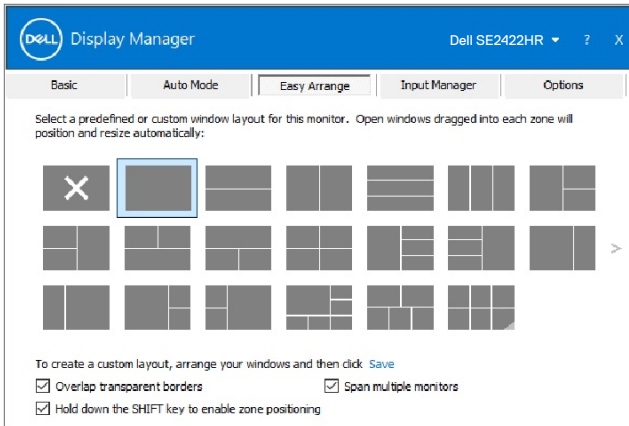 DELL Display Manager Dell SE2422HR ? X
Basic Auto Mode Easy Arrange Input Manager Options
Select a predefined or custom window layout for this monitor. Open windows dragged into each zone will
position and resize automatically:
>
To create a custom layout, arrange your windows and then click Save
Overlap transparent borders Span multiple monitors
Hold down the SHIFT key to enable zone positioning